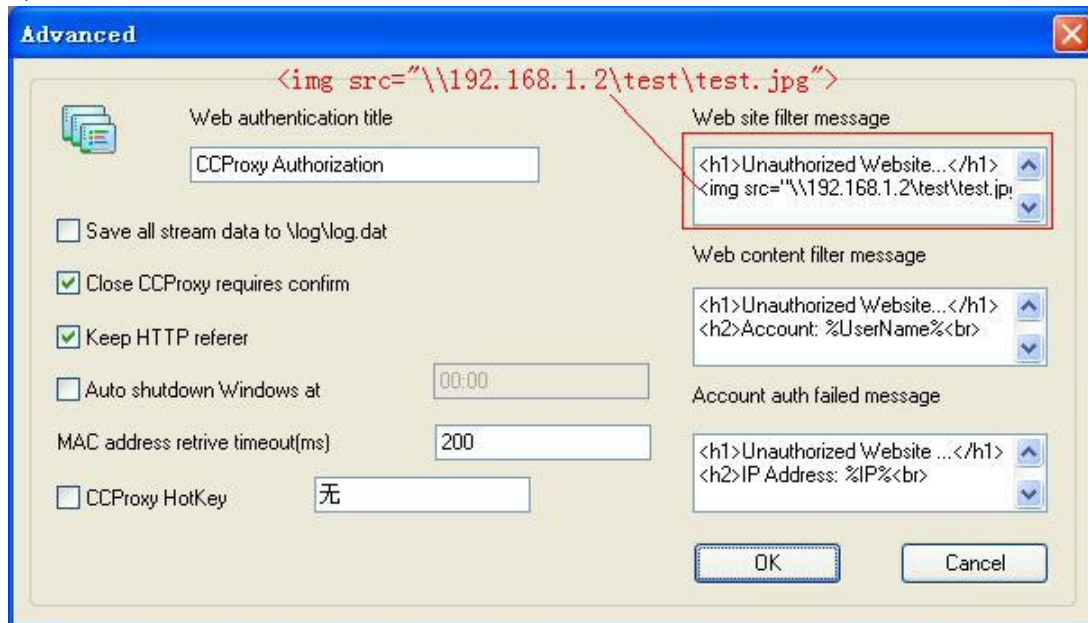 Advanced
<img src="\\192.168.1.2\test\test.jpg">
Web authentication title
CCProxy Authorization
Save all stream data to \log\log.dat
Close CCProxy requires confirm
Keep HTTP referer
Auto shutdown Windows at
00:00
MAC address retrive timeout(ms)
200
CCProxy HotKey
无
Web site filter message
<h1>Unauthorized Website...</h1>
<img src="\\192.168.1.2\test\test.jp
Web content filter message
<h1>Unauthorized Website...</h1>
<h2>Account: %UserName%<br>
Account auth failed message
<h1>Unauthorized Website ...</h1>
<h2>IP Address: %IP%<br>
OK
Cancel